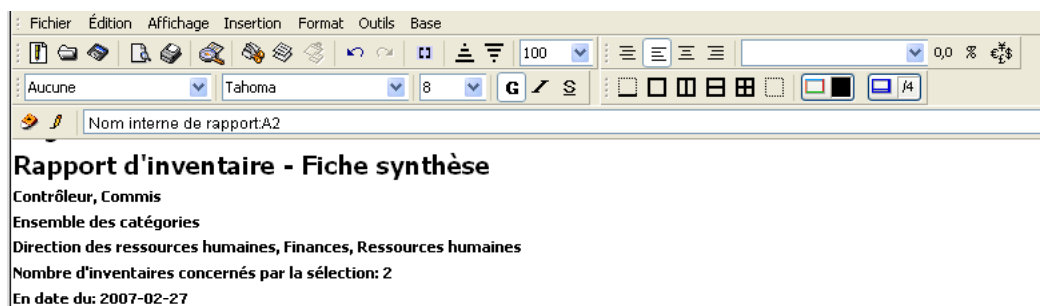 Fichier Édition Affichage Insertion Format Outils Base
100 0,0 % €¥£$
Aucune Tahoma 8 G I S
Nom interne de rapport:A2
Rapport d'inventaire - Fiche synthèse
Contrôleur, Commis
Ensemble des catégories
Direction des ressources humaines, Finances, Ressources humaines
Nombre d'inventaires concernés par la sélection: 2
En date du: 2007-02-27